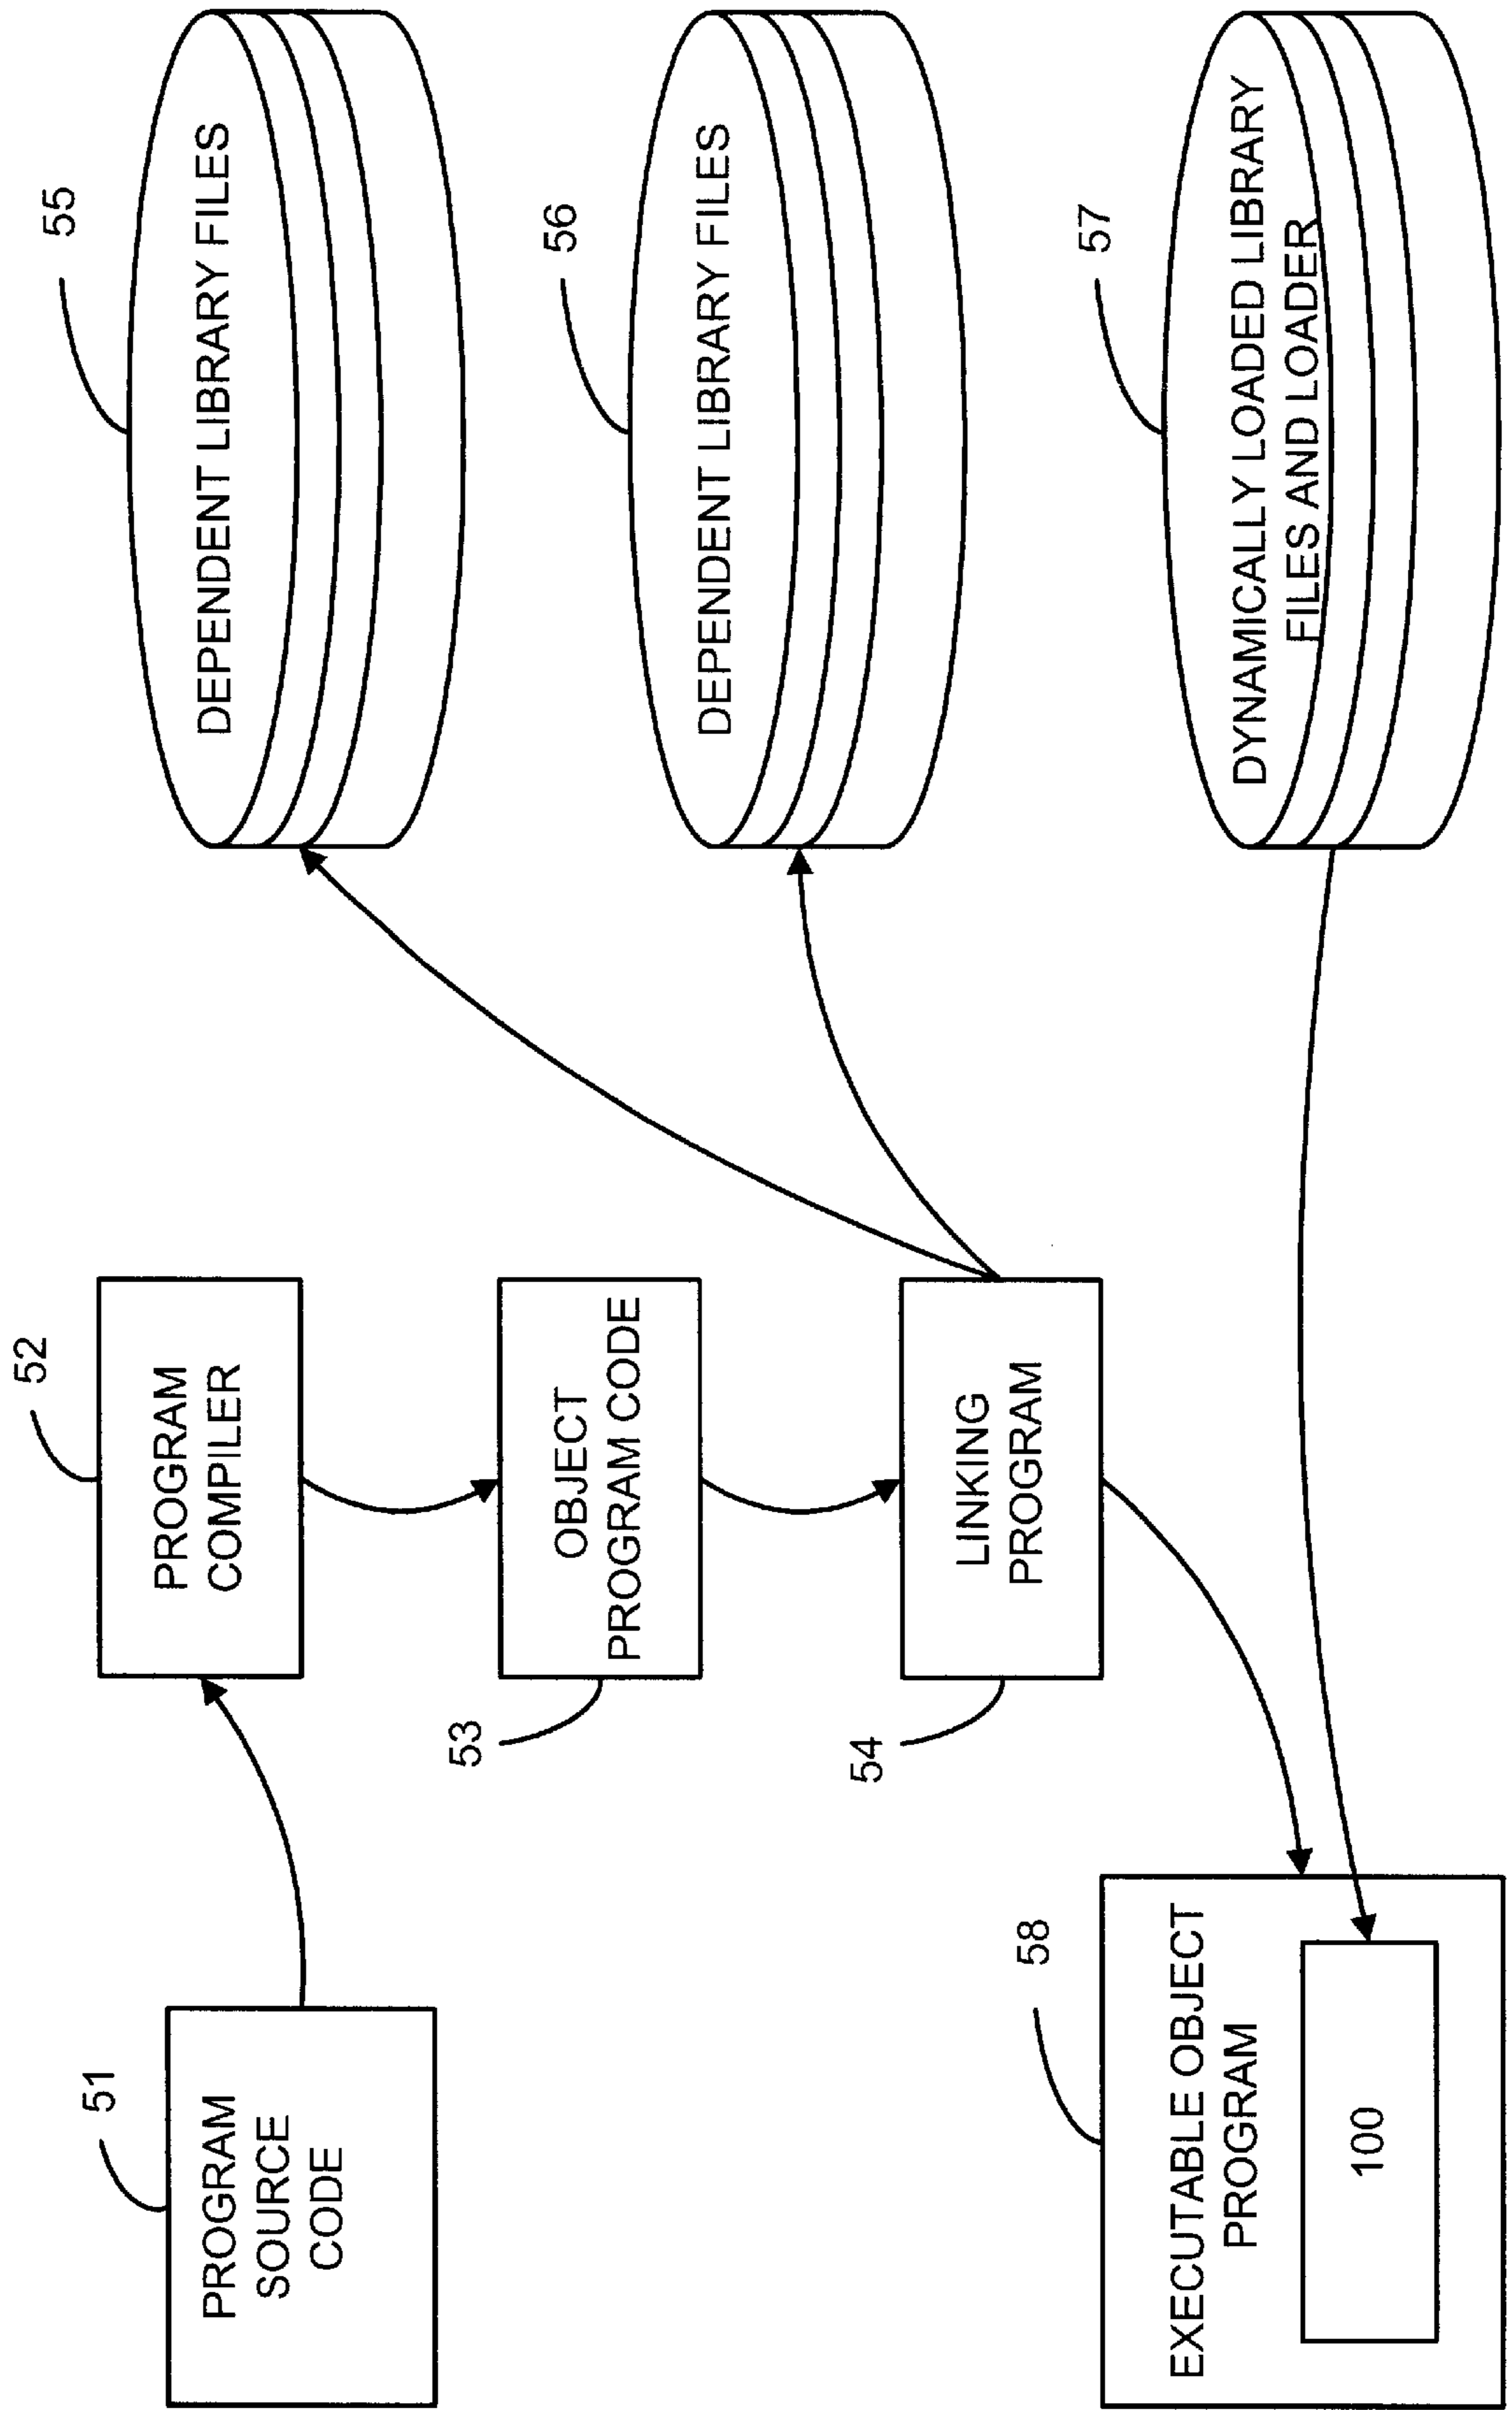 51
PROGRAM
SOURCE
CODE
52
PROGRAM
COMPILER
53
OBJECT
PROGRAM CODE
54
LINKING
PROGRAM
55
DEPENDENT LIBRARY FILES
56
DEPENDENT LIBRARY FILES
57
DYNAMICALLY LOADED LIBRARY
FILES AND LOADER
58
EXECUTABLE OBJECT
PROGRAM
100